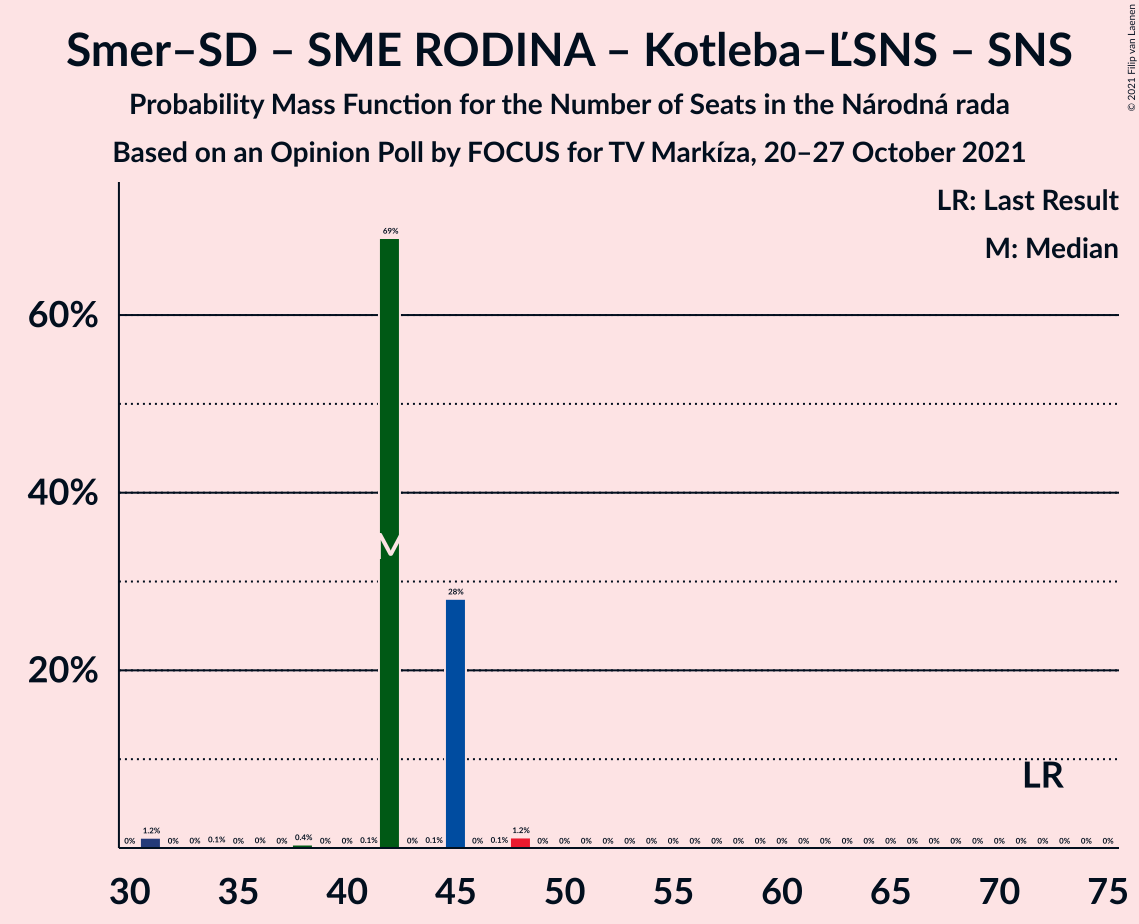 Smer–SD – SME RODINA – Kotleba–ĽSNS – SNS
Probability Mass Function for the Number of Seats in the Národná rada
Based on an Opinion Poll by FOCUS for TV Markíza, 20–27 October 2021
© 2021 Filip van Laenen
LR: Last Result
M: Median
60%
40%
20%
69%
M
28%
LR
0% 1.2% 0% 0% 0.1% 0% 0% 0% 0.4% 0% 0% 0.1% 0% 0.1% 0% 0.1% 1.2% 0% 0% 0% 0% 0% 0% 0% 0% 0% 0% 0% 0% 0% 0% 0% 0% 0% 0% 0% 0% 0% 0% 0% 0% 0% 0% 0%
30 35 40 45 50 55 60 65 70 75